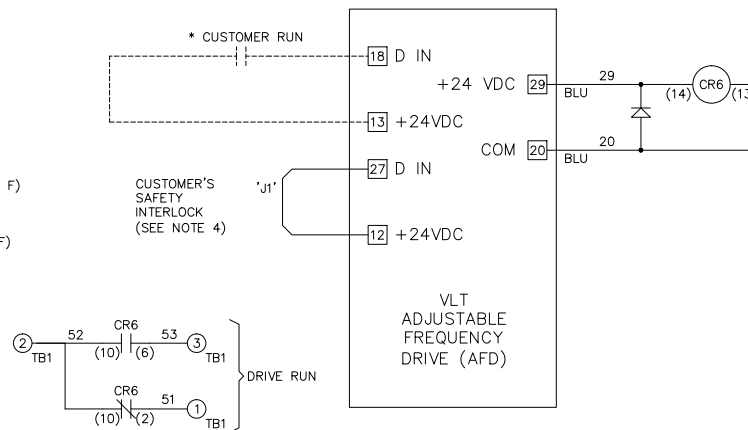 * CUSTOMER RUN
18 D IN
+24 VDC 29
BLU
29
CR6
(14)
(13
13 +24VDC
COM 20
BLU
20
27 D IN
F)
CUSTOMER'S
SAFETY
INTERLOCK
(SEE NOTE 4)
'J1'
12 +24VDC
F)
VLT
ADJUSTABLE
FREQUENCY
DRIVE (AFD)
2
TB1
52
CR6
(10)
(6)
53
3
TB1
DRIVE RUN
CR6
(10)
(2)
51
1
TB1